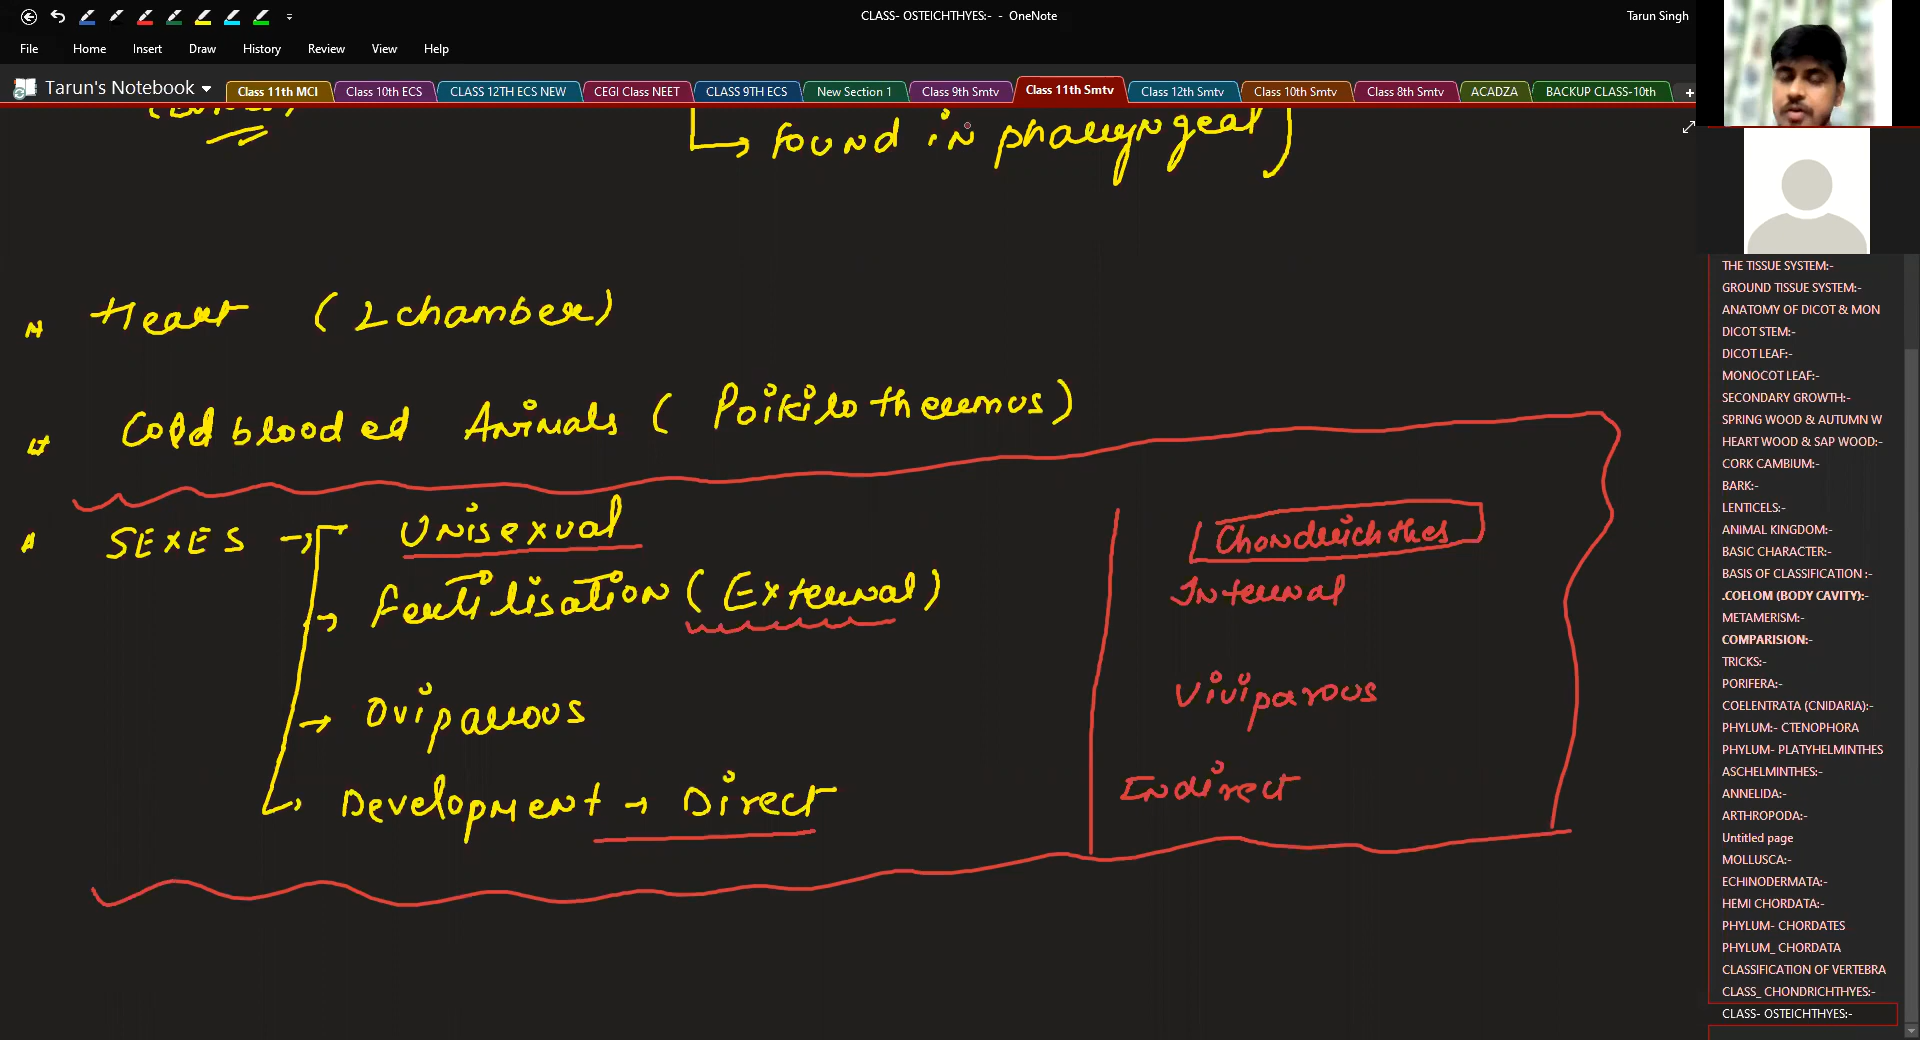 CLASS- OSTEICHTHYES:- - OneNote
Tarun Singh
File Home Insert Draw History Review View Help
Tarun's Notebook
Class 11th MCI Class 10th ECS CLASS 12TH ECS NEW CEGI Class NEET CLASS 9TH ECS New Section 1 Class 9th Smtv Class 11th Smtv Class 12th Smtv Class 10th Smtv Class 8th Smtv ACADZA BACKUP CLASS-10th
found in pharyngeal
Heart (2 chamber)
Cold blooded Animals (Poikilothermus)
SEXES → Unisexual
→ Fertilisation (External)
→ Oviparous
→ Development → Direct
Chondrichthes
Internal
Viviparous
Indirect
THE TISSUE SYSTEM:-
GROUND TISSUE SYSTEM:-
ANATOMY OF DICOT & MON
DICOT STEM:-
DICOT LEAF:-
MONOCOT LEAF:-
SECONDARY GROWTH:-
SPRING WOOD & AUTUMN W
HEART WOOD & SAP WOOD:-
CORK CAMBIUM:-
BARK:-
LENTICELS:-
ANIMAL KINGDOM:-
BASIC CHARACTER:-
BASIS OF CLASSIFICATION :-
.COELOM (BODY CAVITY):-
METAMERISM:-
COMPARISION:-
TRICKS:-
PORIFERA:-
COELENTRATA (CNIDARIA):-
PHYLUM:- CTENOPHORA
PHYLUM- PLATYHELMINTHES
ASCHELMINTHES:-
ANNELIDA:-
ARTHROPODA:-
Untitled page
MOLLUSCA:-
ECHINODERMATA:-
HEMI CHORDATA:-
PHYLUM- CHORDATES
PHYLUM_ CHORDATA
CLASSIFICATION OF VERTEBRA
CLASS_ CHONDRICHTHYES:-
CLASS- OSTEICHTHYES:-